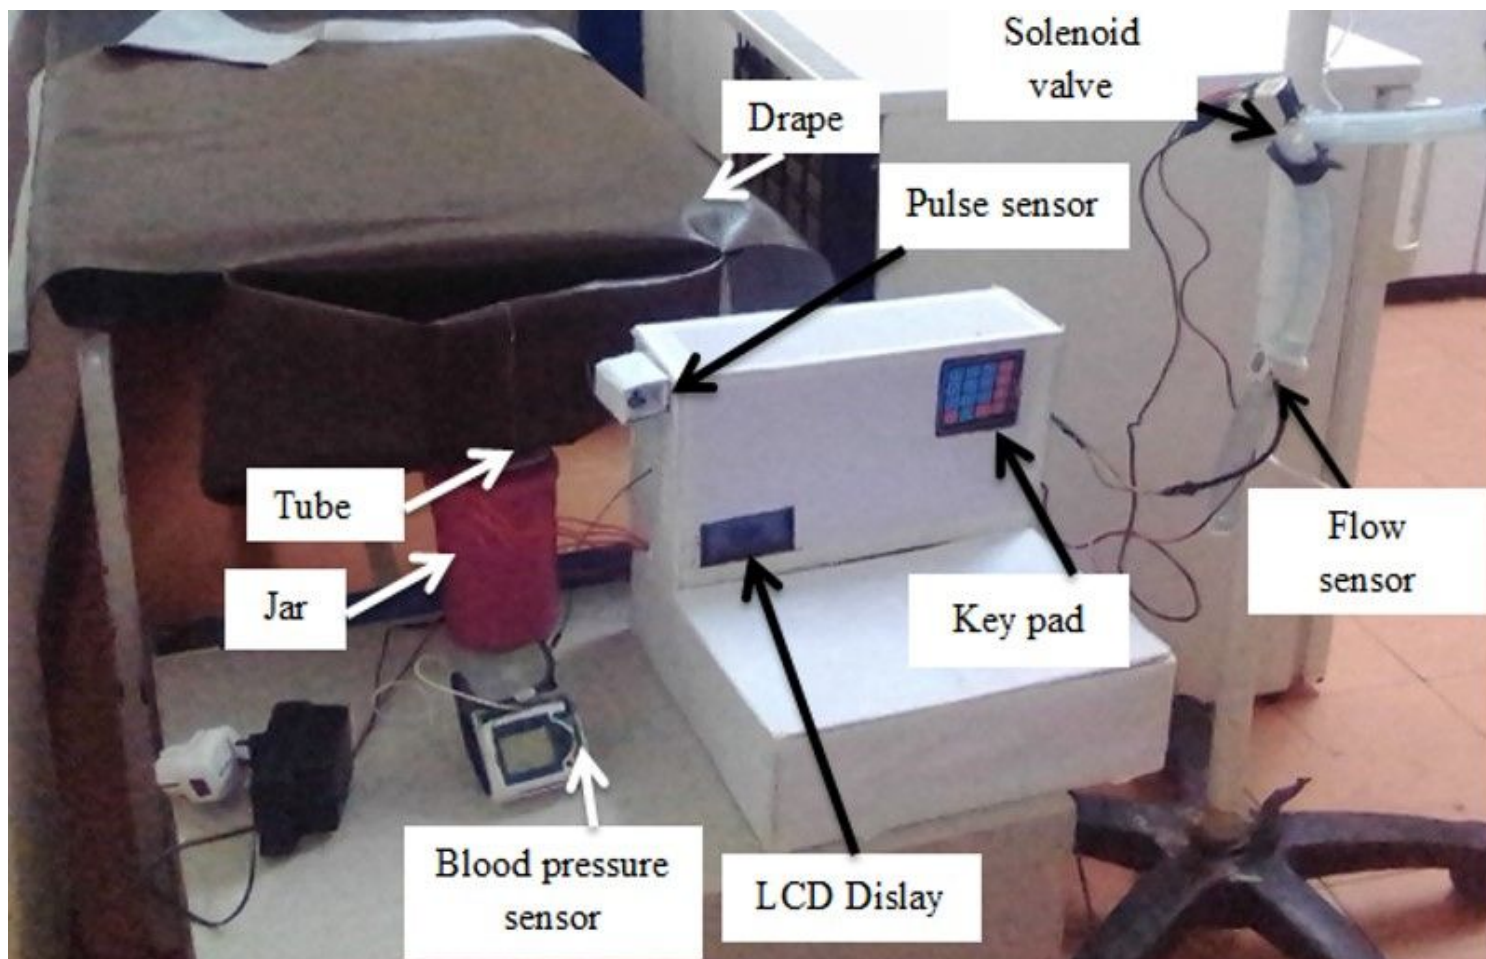 Solenoid
valve
Drape
Pulse sensor
Tube
Jar
Flow
sensor
Key pad
Blood pressure
sensor
LCD Dislay